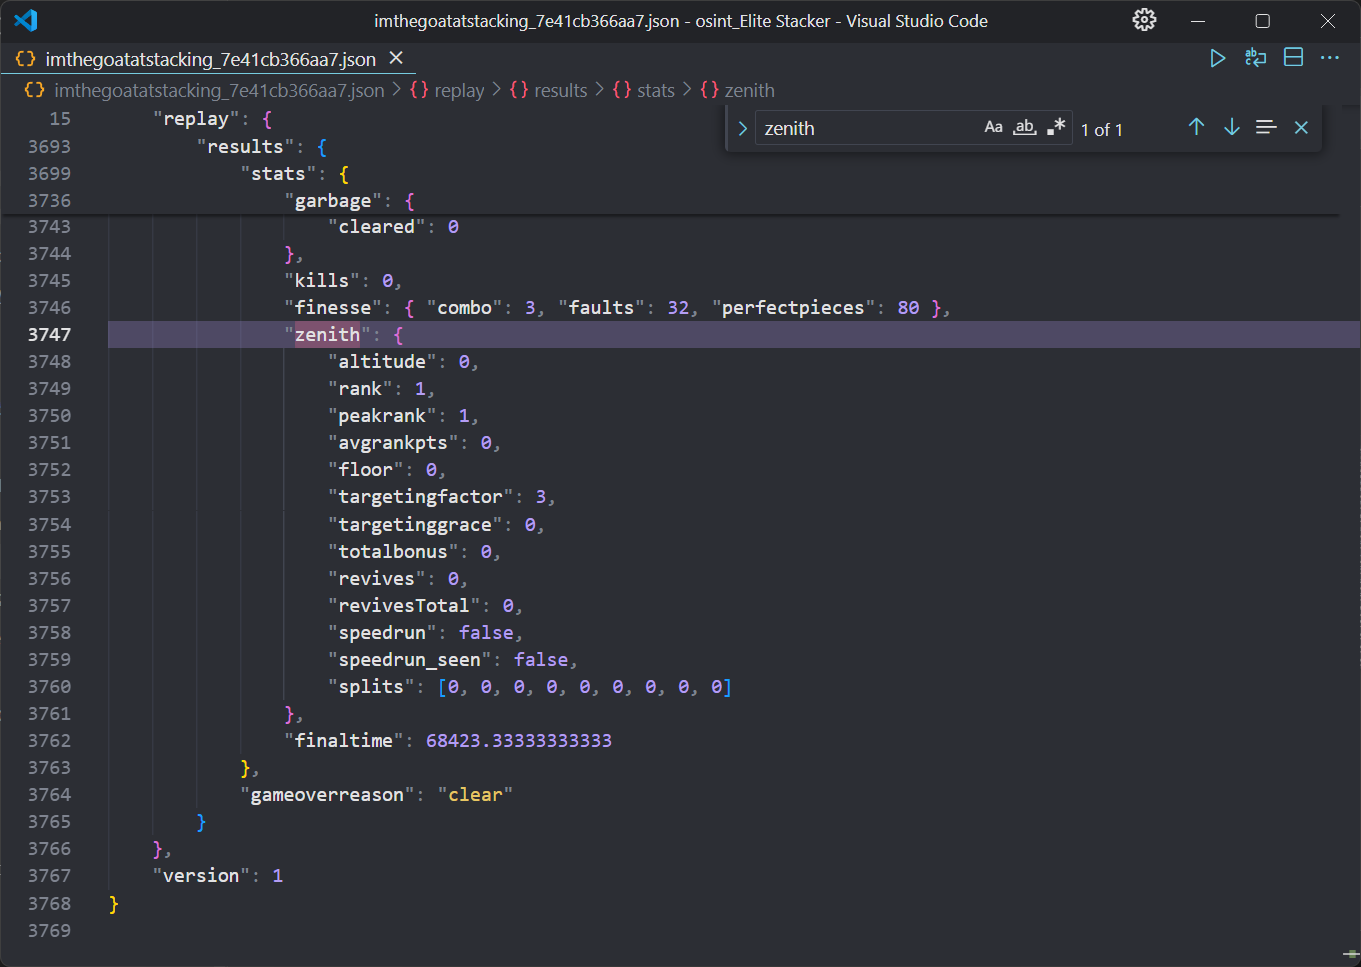 imthegoatatstacking_7e41cb366aa7.json - osint_Elite Stacker - Visual Studio Code
{} imthegoatatstacking_7e41cb366aa7.json
{} imthegoatatstacking_7e41cb366aa7.json > {} replay > {} results > {} stats > {} zenith
zenith Aa ab .* 1 of 1
15 "replay": {
3693 "results": {
3699 "stats": {
3736 "garbage": {
3743 "cleared": 0
3744 },
3745 "kills": 0,
3746 "finesse": { "combo": 3, "faults": 32, "perfectpieces": 80 },
3747 "zenith": {
3748 "altitude": 0,
3749 "rank": 1,
3750 "peakrank": 1,
3751 "avgrankpts": 0,
3752 "floor": 0,
3753 "targetingfactor": 3,
3754 "targetinggrace": 0,
3755 "totalbonus": 0,
3756 "revives": 0,
3757 "revivesTotal": 0,
3758 "speedrun": false,
3759 "speedrun_seen": false,
3760 "splits": [0, 0, 0, 0, 0, 0, 0, 0, 0]
3761 },
3762 "finaltime": 68423.33333333333
3763 },
3764 "gameoverreason": "clear"
3765 }
3766 },
3767 "version": 1
3768 }
3769